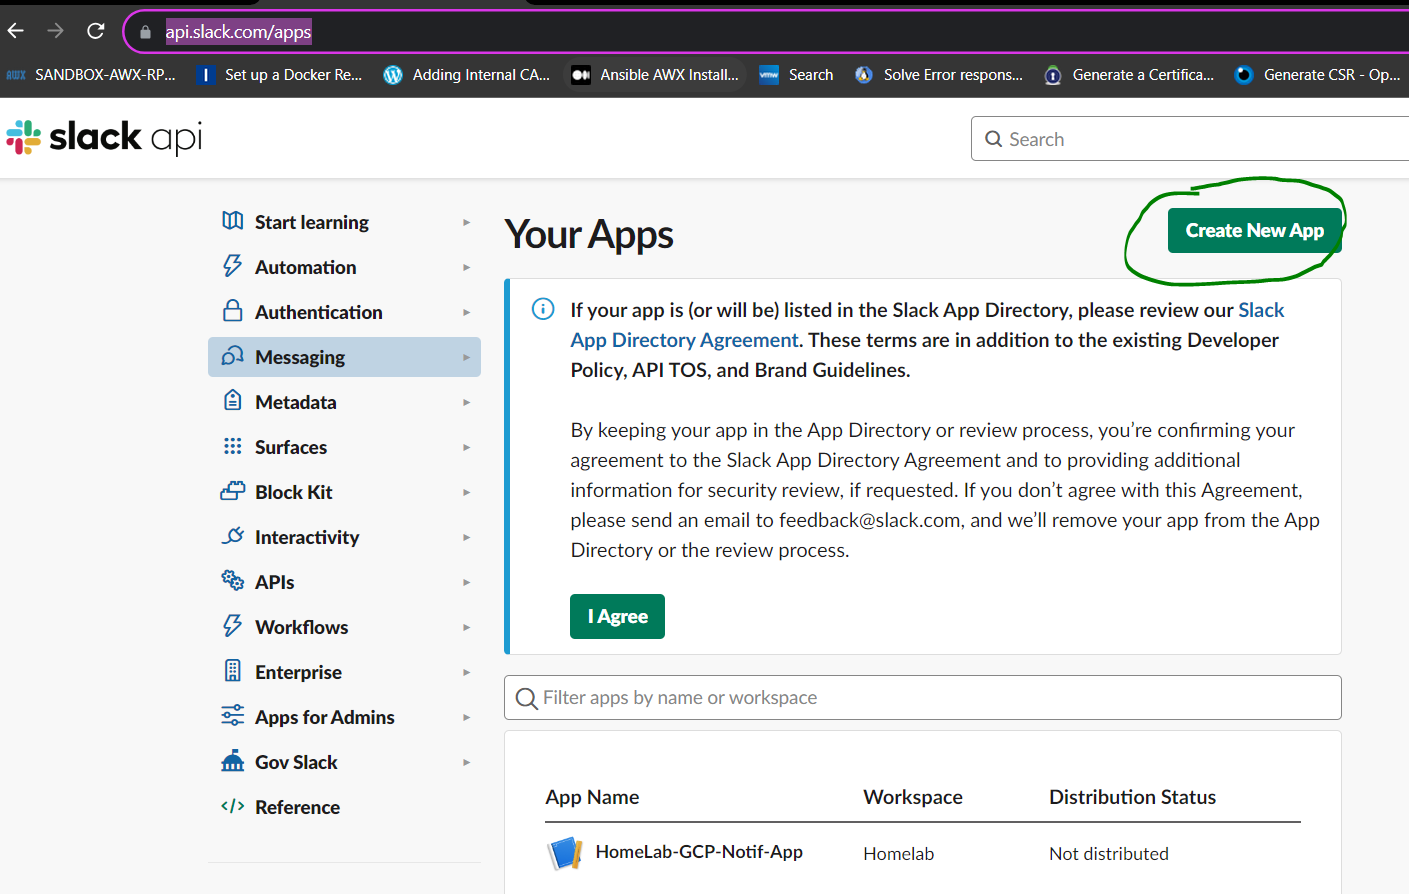 api.slack.com/apps
AWX SANDBOX-AWX-RP... Set up a Docker Re... Adding Internal CA... Ansible AWX Install... vmw Search Solve Error respons... Generate a Certifica... Generate CSR - Op...
slack api
Search
Start learning
Automation
Authentication
Messaging
Metadata
Surfaces
Block Kit
Interactivity
APIs
Workflows
Enterprise
Apps for Admins
Gov Slack
Reference
Your Apps
Create New App
If your app is (or will be) listed in the Slack App Directory, please review our Slack
App Directory Agreement. These terms are in addition to the existing Developer
Policy, API TOS, and Brand Guidelines.
By keeping your app in the App Directory or review process, you’re confirming your
agreement to the Slack App Directory Agreement and to providing additional
information for security review, if requested. If you don’t agree with this Agreement,
please send an email to feedback@slack.com, and we’ll remove your app from the App
Directory or the review process.
I Agree
Filter apps by name or workspace
App Name Workspace Distribution Status
HomeLab-GCP-Notif-App Homelab Not distributed